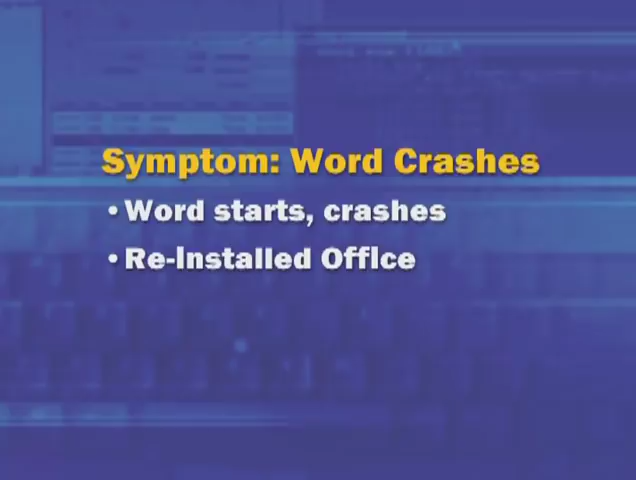 Symptom: Word Crashes
• Word starts, crashes
• Re-installed Office